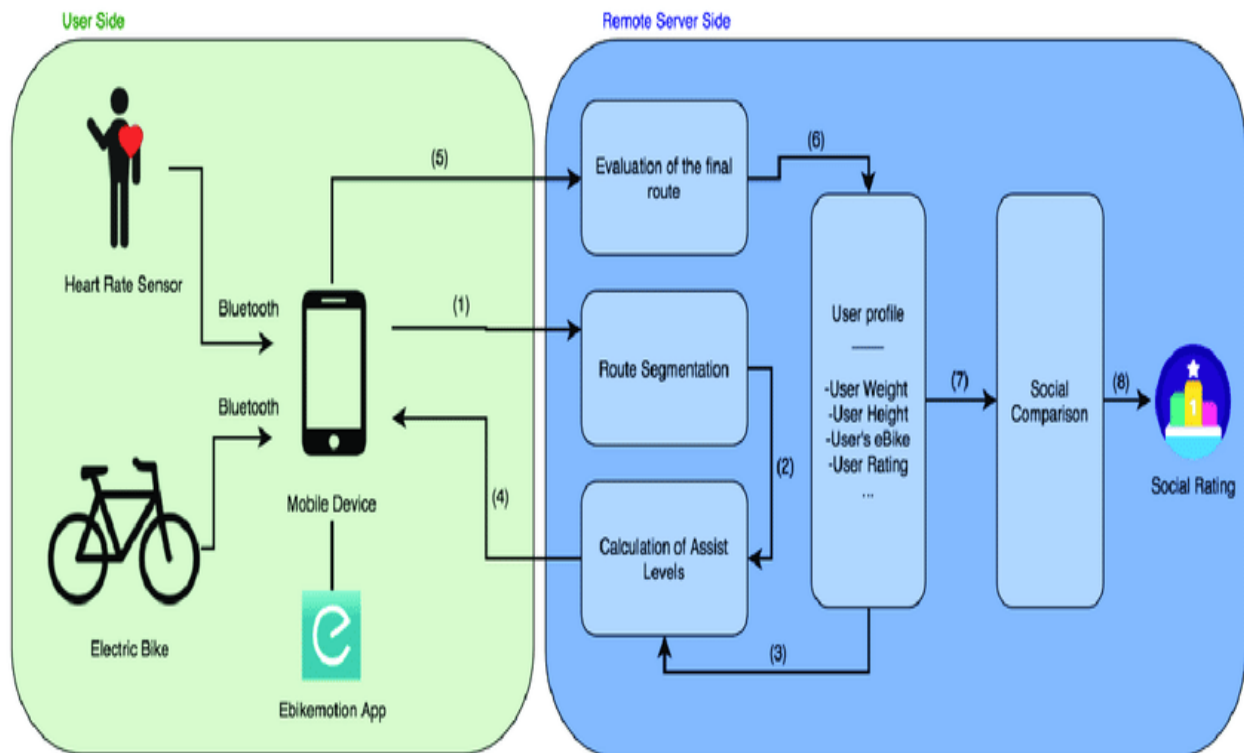 User Side
Remote Server Side
Heart Rate Sensor
Bluetooth
Bluetooth
Electric Bike
Mobile Device
Ebikemotion App
(5)
(1)
(4)
Evaluation of the final
route
(6)
Route Segmentation
(2)
Calculation of Assist
Levels
(3)
User profile
-User Weight
-User Height
-User's eBike
-User Rating
...
(7)
Social
Comparison
(8)
1
Social Rating